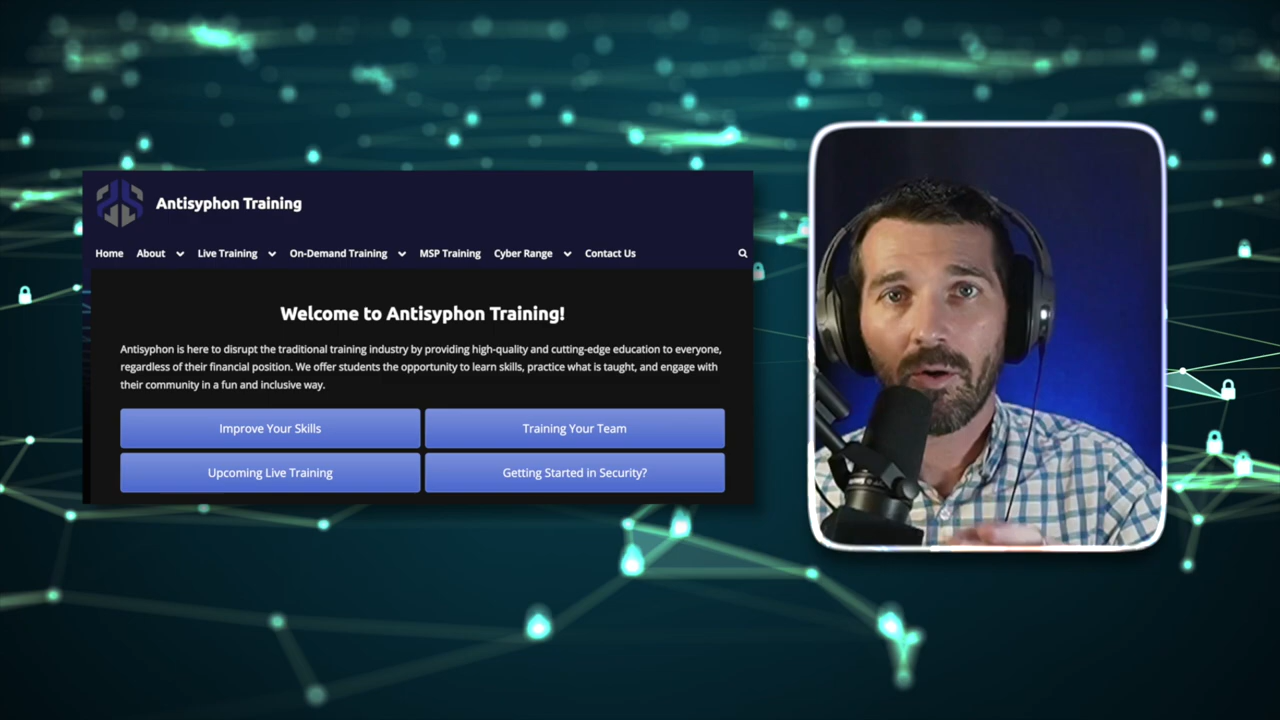 Antisyphon Training
Home About Live Training On-Demand Training MSP Training Cyber Range Contact Us
Welcome to Antisyphon Training!
Antisyphon is here to disrupt the traditional training industry by providing high-quality and cutting-edge education to everyone,
regardless of their financial position. We offer students the opportunity to learn skills, practice what is taught, and engage with
their community in a fun and inclusive way.
Improve Your Skills
Training Your Team
Upcoming Live Training
Getting Started in Security?